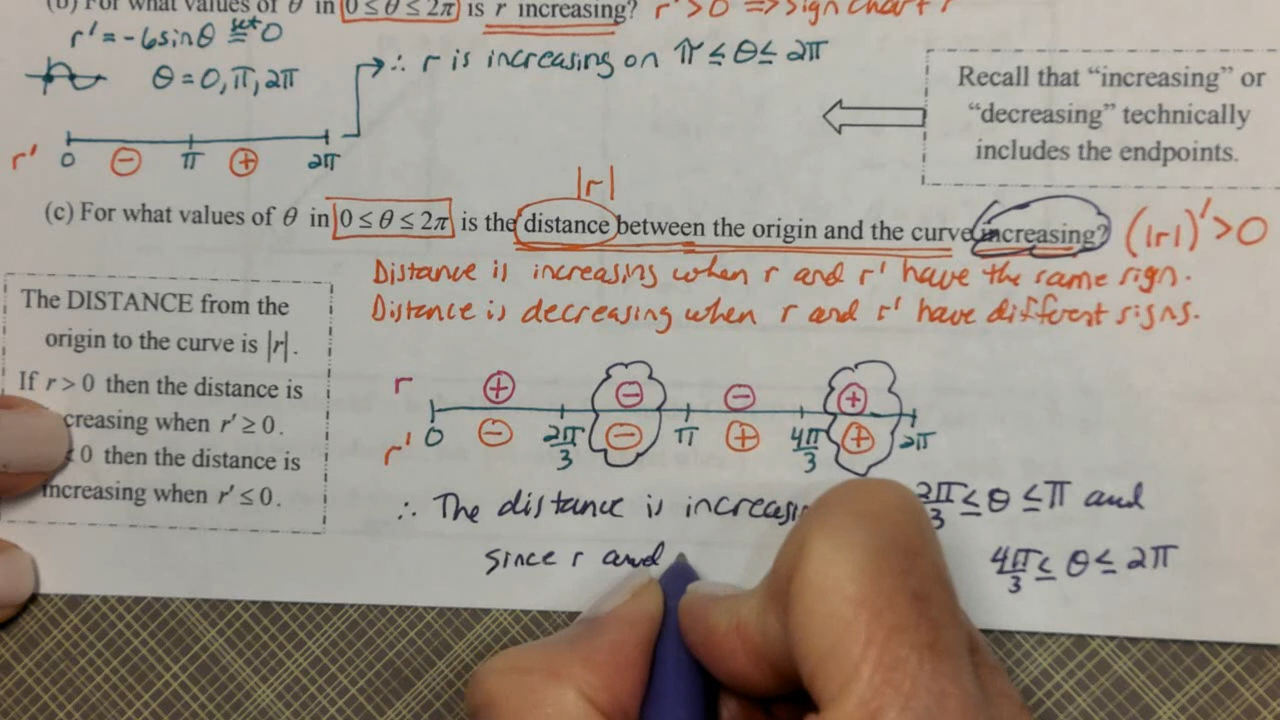 (b) For what values of θ in 0 ≤ θ ≤ 2π is r increasing? r' > 0 => sign chart r'
r' = -6sinθ set= 0
θ = 0, π, 2π
∴ r is increasing on π ≤ θ ≤ 2π
Recall that “increasing” or
“decreasing” technically
includes the endpoints.
r' 0 - π + 2π
|r|
(c) For what values of θ in 0 ≤ θ ≤ 2π is the distance between the origin and the curve increasing? (|r|)' > 0
Distance is increasing when r and r' have the same sign.
Distance is decreasing when r and r' have different signs.
The DISTANCE from the
origin to the curve is |r|.
If r > 0 then the distance is
creasing when r' ≥ 0.
< 0 then the distance is
increasing when r' ≤ 0.
r + - - +
r' 0 - 2π/3 - π + 4π/3 + 2π
∴ The distance is increasin 2π/3 ≤ θ ≤ π and
since r and 4π/3 ≤ θ ≤ 2π